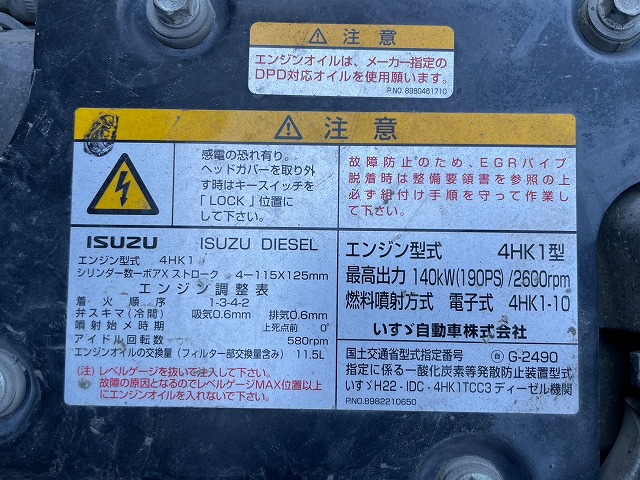 ⚠ 注意
エンジンオイルは、メーカー指定の
DPD対応オイルを使用願います。
P.NO. 8980461710
⚠ 注意
感電の恐れ有り。
ヘッドカバーを取り外
す時はキースイッチを
「LOCK」位置に
して下さい。
故障防止のため、EGRパイプ
脱着時は整備要領書を参照の上
必ず組付け手順を守って作業し
て下さい。
ISUZU ISUZU DIESEL
エンジン型式 4HK1
シリンダー数ーボアXストローク 4ー115X125mm
エンジン調整表
着火順序 1-3-4-2
弁スキマ(冷間) 吸気0.6mm 排気0.6mm
噴射始メ時期 上死点前 0°
アイドル回転数 580rpm
エンジンオイルの交換量(フィルター部交換量含み) 11.5L
(注)レベルゲージを抜いて注入して下さい。
故障の原因となるのでレベルゲージMAX位置以上
にエンジンオイルを入れないで下さい。
エンジン型式 4HK1型
最高出力 140kW(190PS)/2600rpm
燃料噴射方式 電子式 4HK1-10
いすゞ自動車株式会社
国土交通省型式指定番号 自 G-2490
指定に係る一酸化炭素等発散防止装置型式
いすゞH22-IDC-4HK1TCC3ディーゼル機関
P.NO. 8982210650